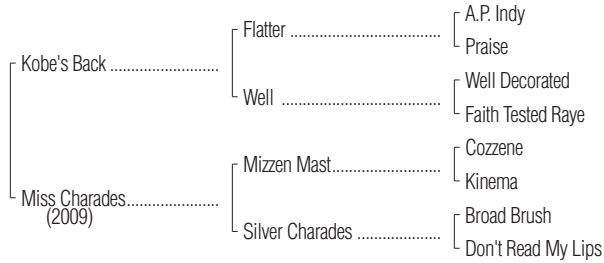 A.P. Indy
Flatter
Praise
Kobe's Back
Well Decorated
Well
Faith Tested Raye
Cozzene
Mizzen Mast
Kinema
Miss Charades
(2009)
Broad Brush
Silver Charades
Don't Read My Lips